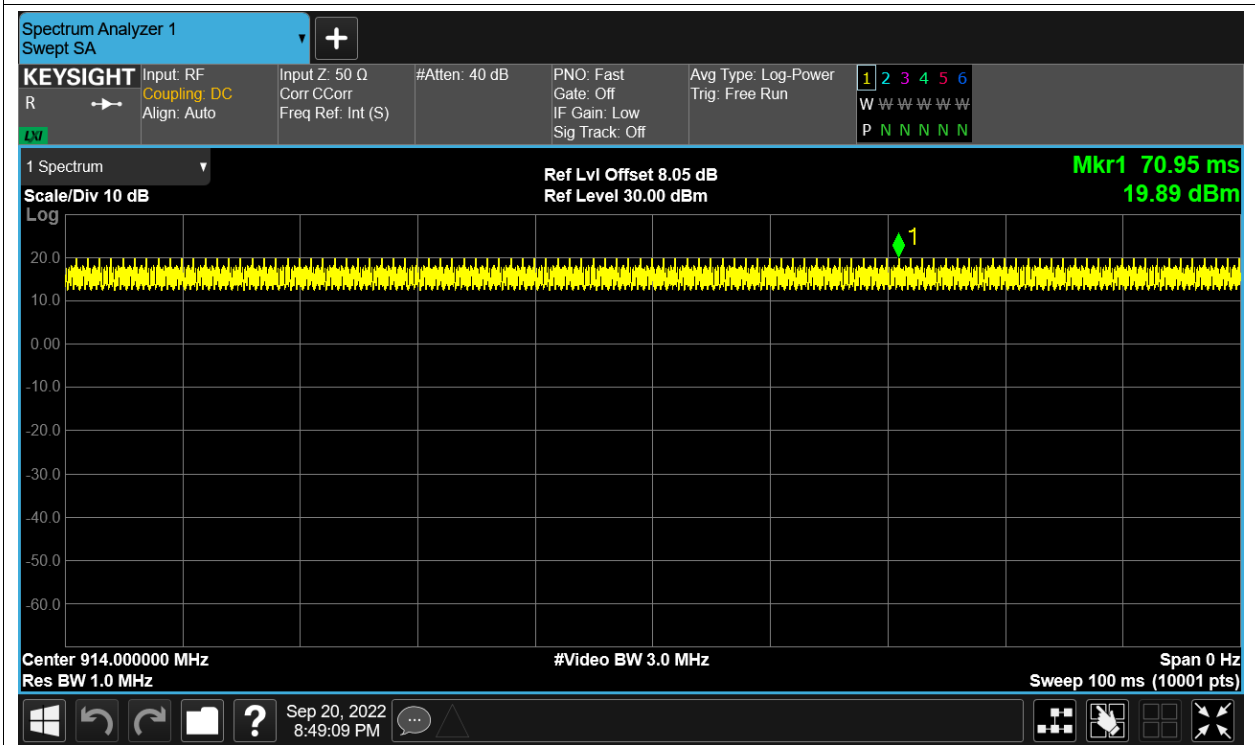 Spectrum Analyzer 1
Swept SA
KEYSIGHT Input: RF Input Z: 50 Ω #Atten: 40 dB PNO: Fast Avg Type: Log-Power 1 2 3 4 5 6
R Coupling: DC Corr CCorr Gate: Off Trig: Free Run W W W W W W
Align: Auto Freq Ref: Int (S) IF Gain: Low
LXI Sig Track: Off P N N N N N
1 Spectrum Ref Lvl Offset 8.05 dB Mkr1 70.95 ms
Scale/Div 10 dB Ref Level 30.00 dBm 19.89 dBm
Log
1
20.0
10.0
0.00
-10.0
-20.0
-30.0
-40.0
-50.0
-60.0
Center 914.000000 MHz #Video BW 3.0 MHz Span 0 Hz
Res BW 1.0 MHz Sweep 100 ms (10001 pts)
? Sep 20, 2022
8:49:09 PM